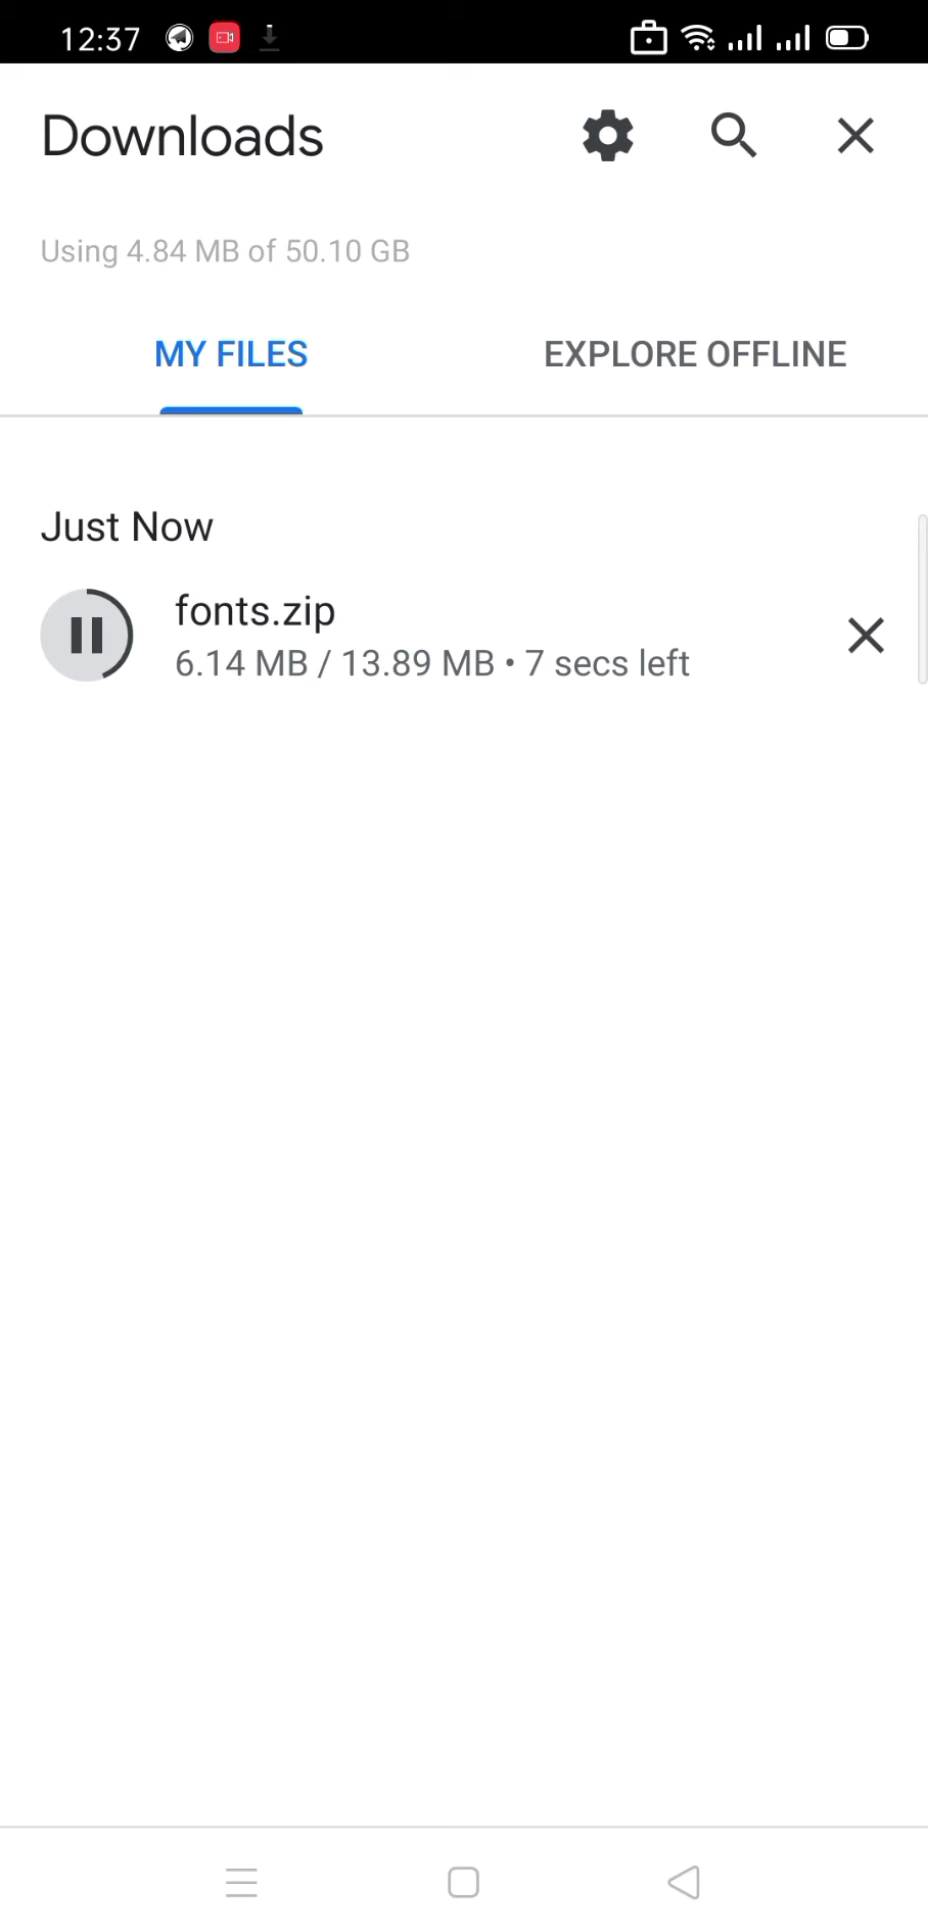 12:37
Downloads
Using 4.84 MB of 50.10 GB
MY FILES
EXPLORE OFFLINE
Just Now
fonts.zip
6.14 MB / 13.89 MB • 7 secs left